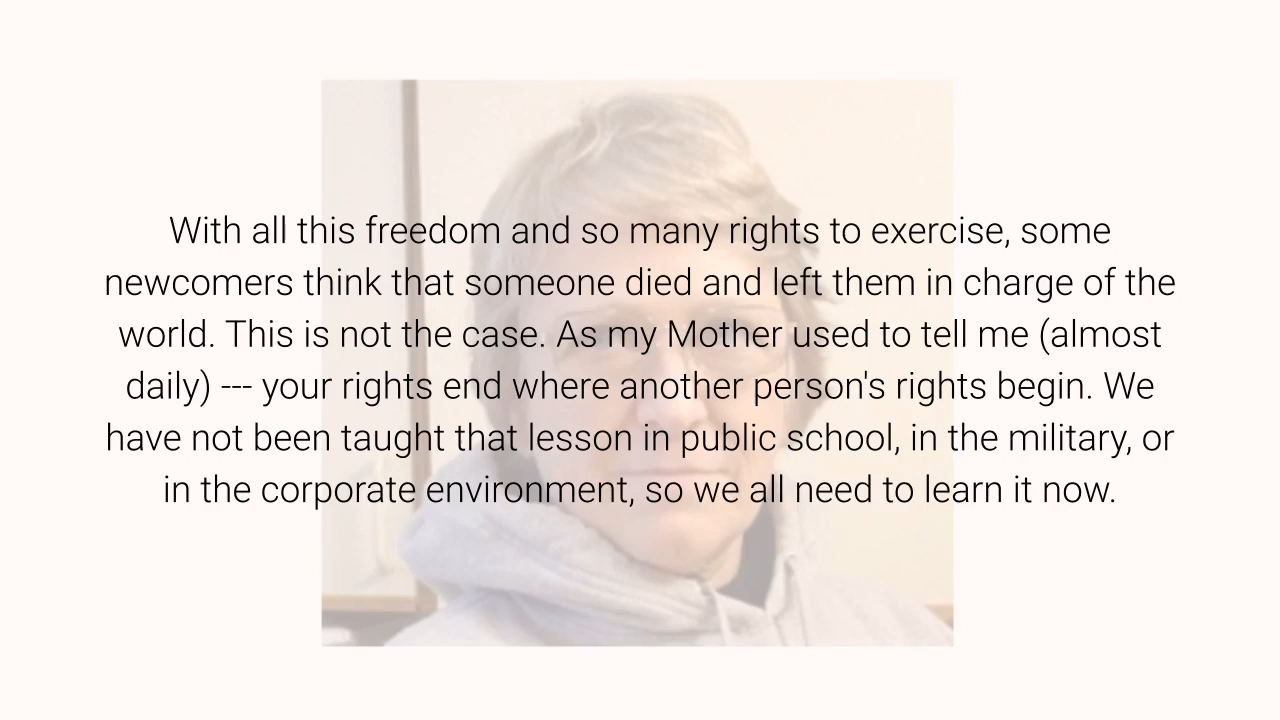 With all this freedom and so many rights to exercise, some
newcomers think that someone died and left them in charge of the
world. This is not the case. As my Mother used to tell me (almost
daily) --- your rights end where another person's rights begin. We
have not been taught that lesson in public school, in the military, or
in the corporate environment, so we all need to learn it now.